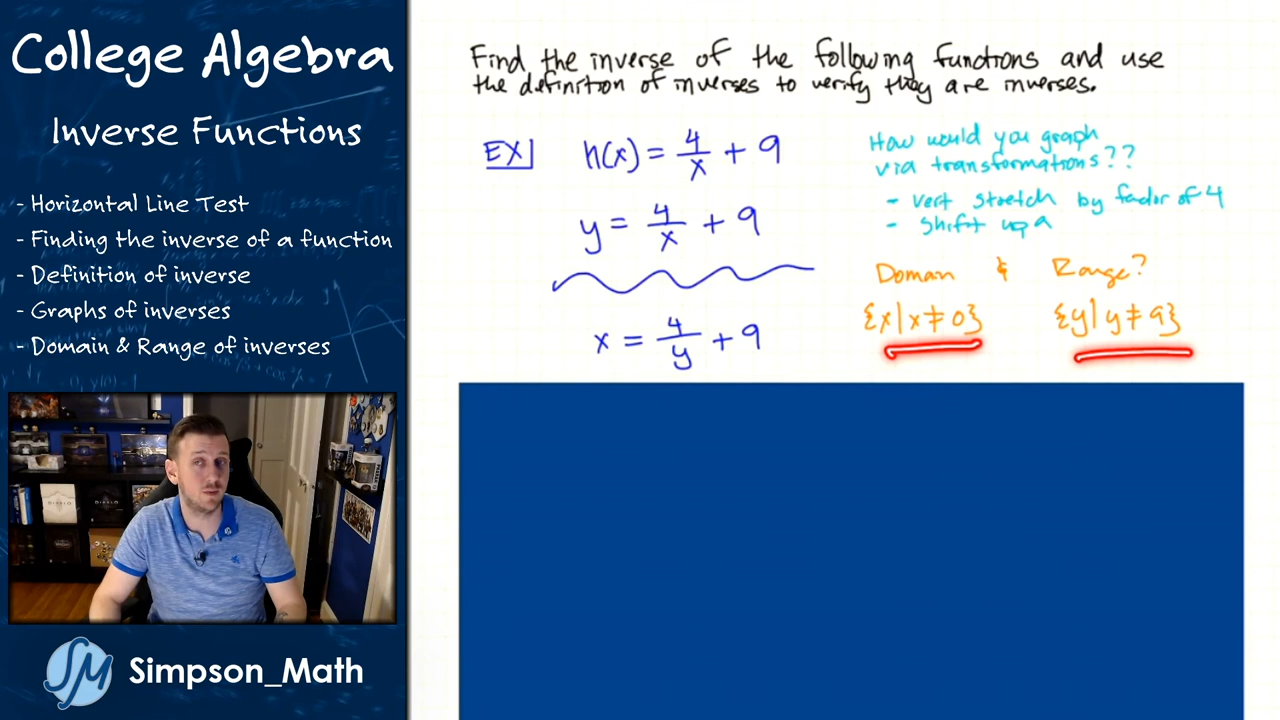 College Algebra
Inverse Functions
- Horizontal Line Test
- Finding the inverse of a function
- Definition of inverse
- Graphs of inverses
- Domain & Range of inverses
SM
Simpson_Math
Find the inverse of the following functions and use
the definition of inverses to verify they are inverses.
EX h(x) = 4/x + 9
y = 4/x + 9
x = 4/y + 9
How would you graph
via transformations??
- vert stretch by factor of 4
- shift up 9
Domain & Range?
{x | x ≠ 0} {y | y ≠ 9}